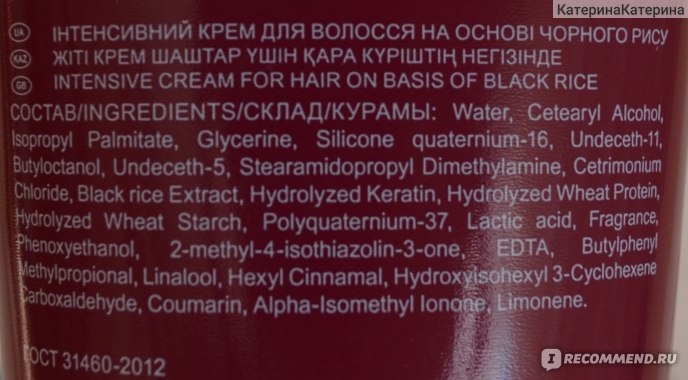 КатеринаКатерина
UA ІНТЕНСИВНИЙ КРЕМ ДЛЯ ВОЛОССЯ НА ОСНОВІ ЧОРНОГО РИСУ
KAZ ЖІТІ КРЕМ ШАШТАР ҮШІН ҚАРА КҮРІШТІҢ НЕГІЗІНДЕ
GB INTENSIVE CREAM FOR HAIR ON BASIS OF BLACK RICE
СОСТАВ/INGREDIENTS/СКЛАД/КУРАМЫ: Water, Cetearyl Alcohol,
Isopropyl Palmitate, Glycerine, Silicone quaternium-16, Undeceth-11,
Butyloctanol, Undeceth-5, Stearamidopropyl Dimethylamine, Cetrimonium
Chloride, Black rice Extract, Hydrolyzed Keratin, Hydrolyzed Wheat Protein,
Hydrolyzed Wheat Starch, Polyquaternium-37, Lactic acid, Fragrance,
Phenoxyethanol, 2-methyl-4-isothiazolin-3-one, EDTA, Butylphenyl
Methylpropional, Linalool, Hexyl Cinnamal, Hydroxyisohexyl 3-Cyclohexene
Carboxaldehyde, Coumarin, Alpha-Isomethyl Ionone, Limonene.
ГОСТ 31460-2012
I RECOMMEND.RU